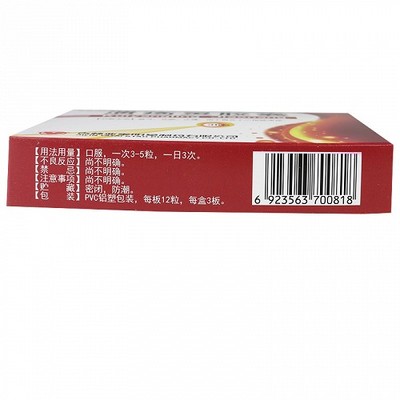 【用法用量】口服，一次3-5粒，一日3次。
【不良反应】尚不明确。
【禁 忌】尚不明确。
【注意事项】尚不明确。
【贮 藏】密闭，防潮。
【包 装】PVC铝塑包装，每板12粒，每盒3板。
6 923563 700818